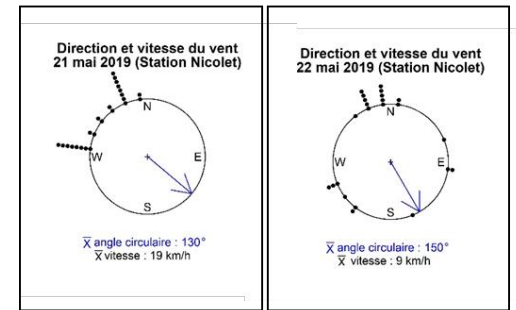 Direction et vitesse du vent
21 mai 2019 (Station Nicolet)
N
W
E
S
X angle circulaire : 130°
X vitesse : 19 km/h
Direction et vitesse du vent
22 mai 2019 (Station Nicolet)
N
W
E
S
X angle circulaire : 150°
X vitesse : 9 km/h